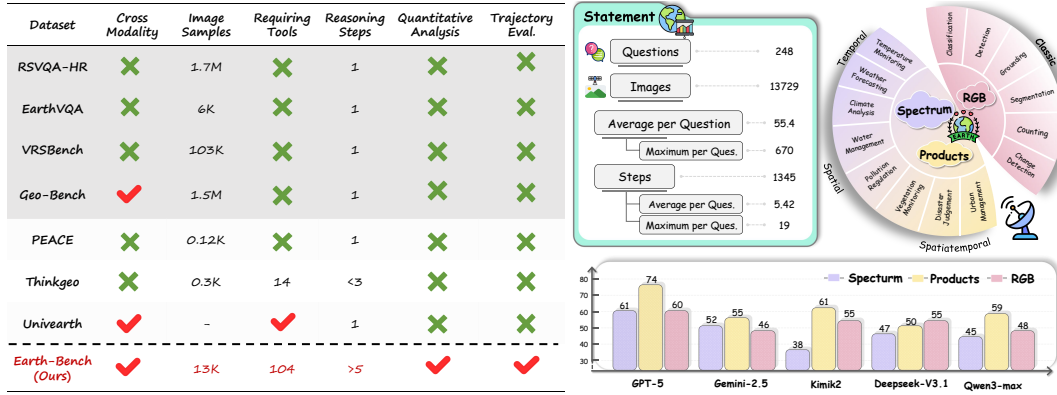 Dataset Cross Modality Image Samples Requiring Tools Reasoning Steps Quantitative Analysis Trajectory Eval.
RSVQA-HR 1.7M 1
EarthVQA 6K 1
VRSBench 103K 1
Geo-Bench 1.5M 1
PEACE 0.12K 1
Thinkgeo 0.3K 14 <3
Univearth - 1
Earth-Bench (Ours) 13K 104 >5
Statement
Questions 248
Images 13729
Average per Question 55.4
Maximum per Ques. 670
Steps 1345
Average per Ques. 5.42
Maximum per Ques. 19
Temporal
Spatial
Spatiotemporal
Classic
Temperature Monitoring
Weather Forecasting
Climate Analysis
Water Management
Pollution Regulation
Vegetation Monitoring
Disaster Judgement
Urban Management
Classification
Detection
Grounding
Segmentation
Counting
Change Detection
Spectrum
RGB
Products
EARTH
Specturm Products RGB
80
70
60
50
40
30
61 74 60
52 55 46
38 61 55
47 50 55
45 59 48
GPT-5 Gemini-2.5 Kimik2 Deepseek-V3.1 Qwen3-max